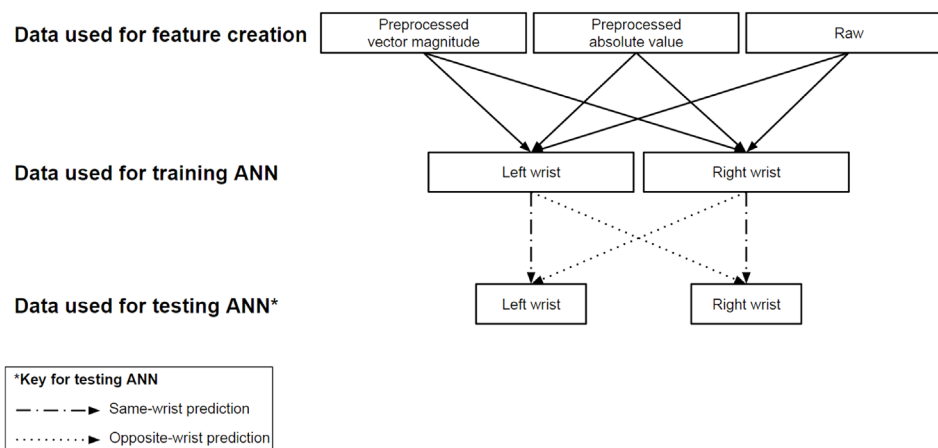 Data used for feature creation
Preprocessed
vector magnitude
Preprocessed
absolute value
Raw
Data used for training ANN
Left wrist
Right wrist
Data used for testing ANN*
Left wrist
Right wrist
*Key for testing ANN
Same-wrist prediction
Opposite-wrist prediction